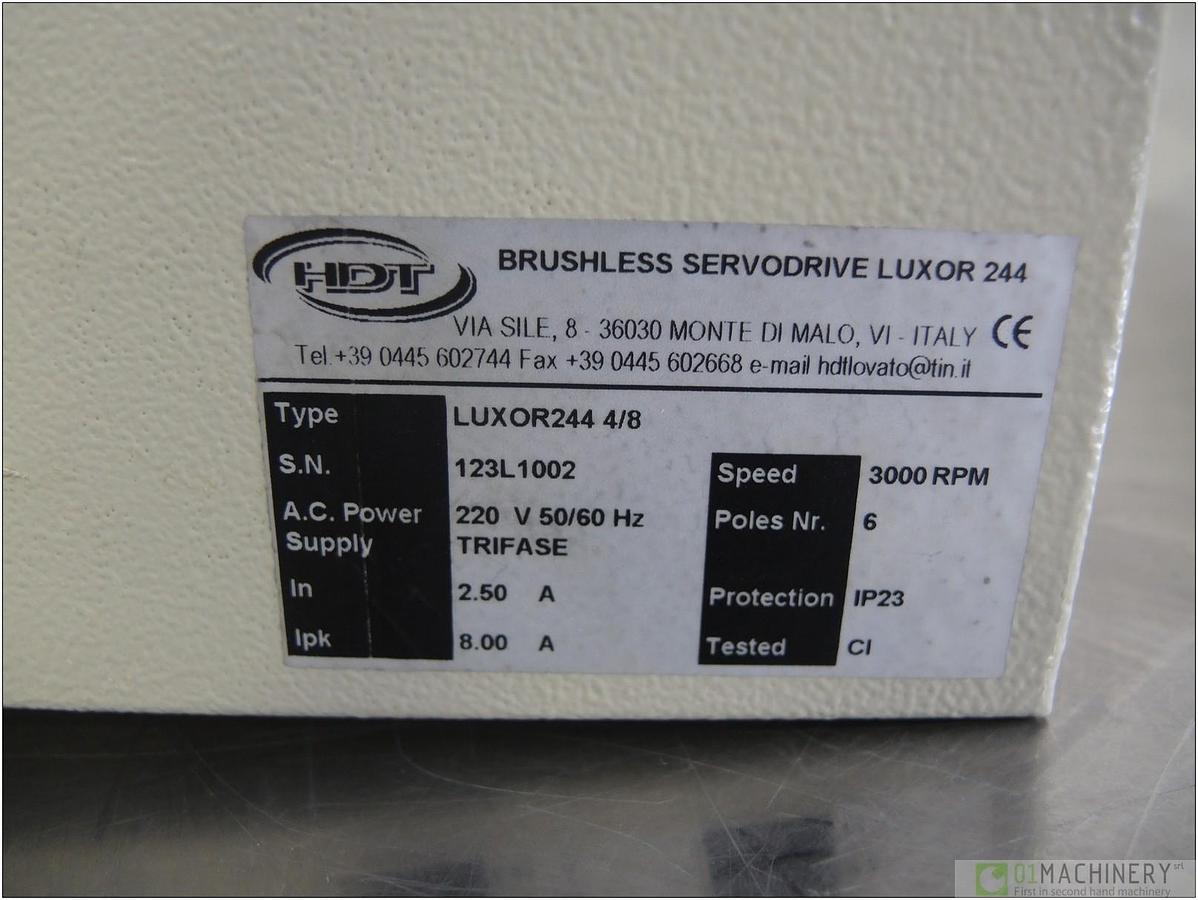 HDT
BRUSHLESS SERVODRIVE LUXOR 244
VIA SILE, 8 - 36030 MONTE DI MALO, VI - ITALY CE
Tel.+39 0445 602744 Fax +39 0445 602668 e-mail hdtlovato@tin.it
Type LUXOR244 4/8
S.N. 123L1002 Speed 3000 RPM
A.C. Power 220 V 50/60 Hz Poles Nr. 6
Supply TRIFASE
In 2.50 A Protection IP23
Ipk 8.00 A Tested CI
01MACHINERY srl
First in second hand machinery